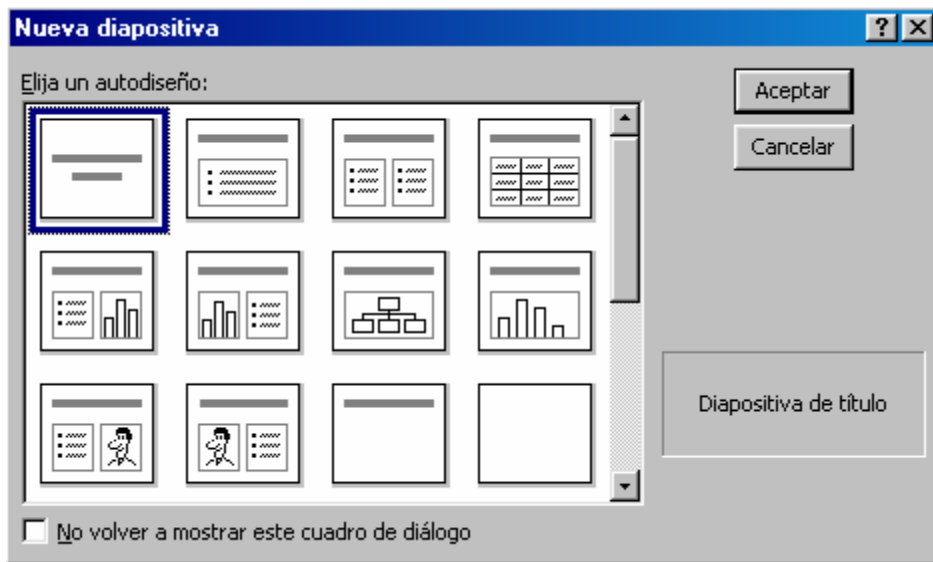 Nueva diapositiva
Elija un autodiseño:
Aceptar
Cancelar
Diapositiva de título
No volver a mostrar este cuadro de diálogo